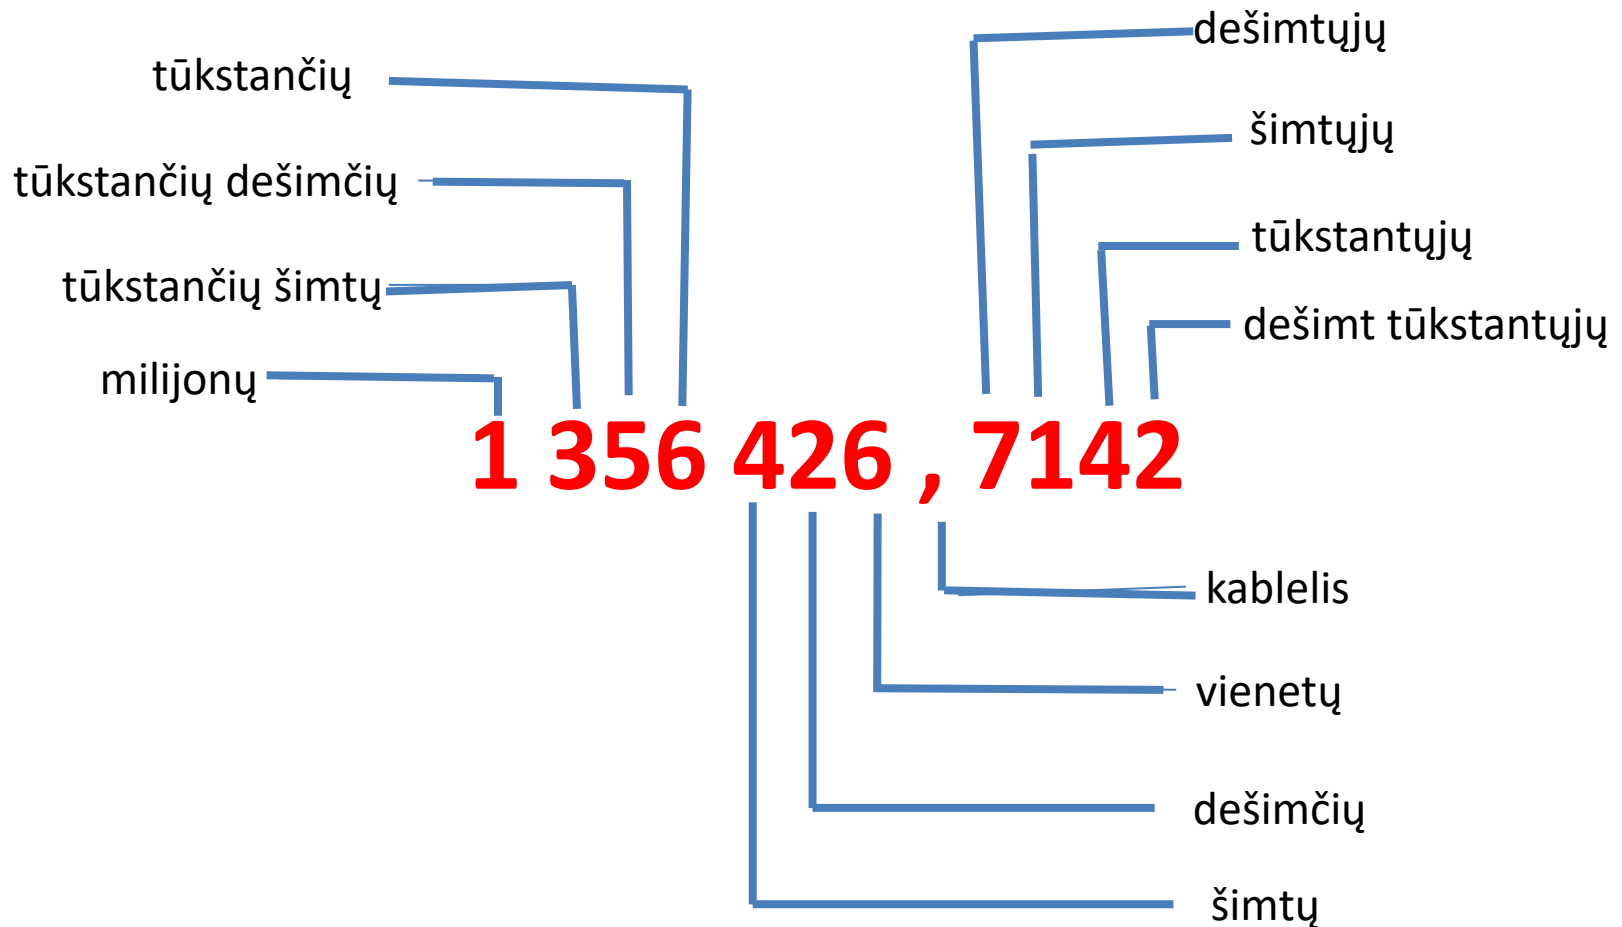 dešimtųjų
tūkstančių
šimtųjų
tūkstančių dešimčių
tūkstantųjų
tūkstančių šimtų
dešimt tūkstantųjų
milijonų
1 356 426 , 7142
kablelis
vienetų
dešimčių
šimtų